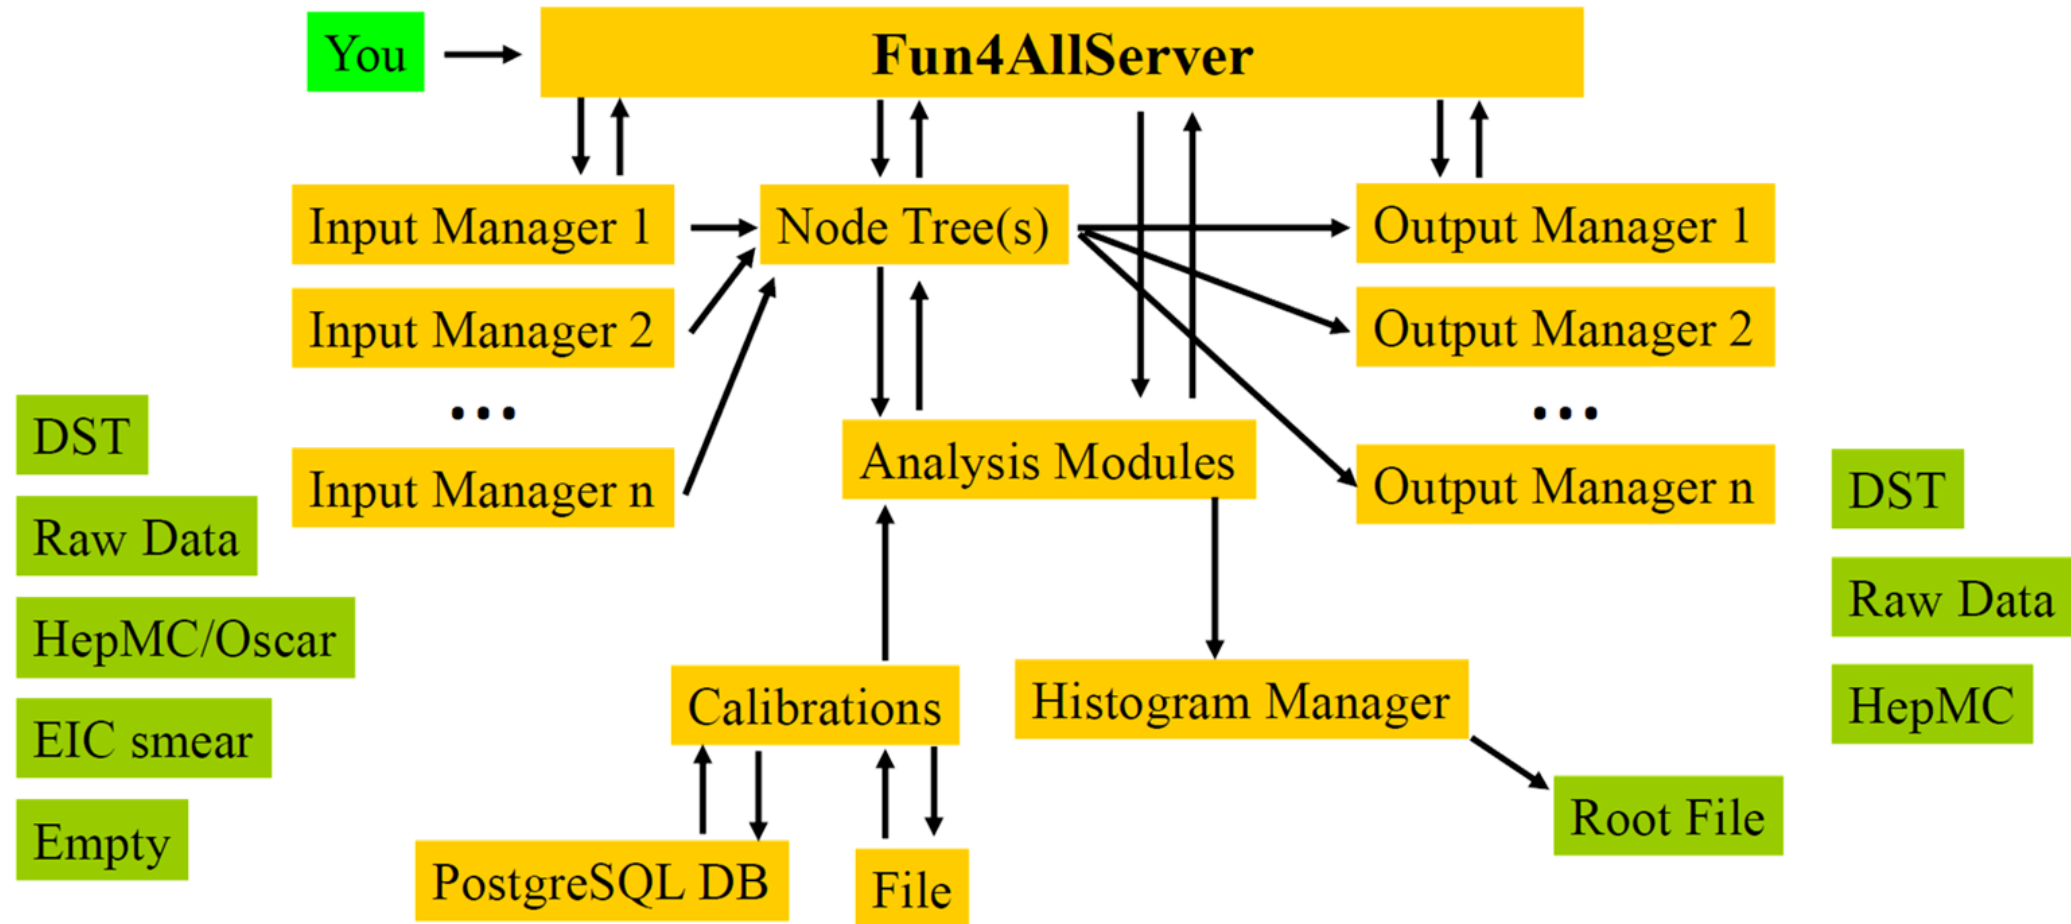 You
Fun4AllServer
Input Manager 1
Node Tree(s)
Output Manager 1
Input Manager 2
Output Manager 2
...
...
DST
Analysis Modules
Input Manager n
Output Manager n
DST
Raw Data
Raw Data
HepMC/Oscar
Calibrations
Histogram Manager
HepMC
EIC smear
Root File
Empty
PostgreSQL DB
File